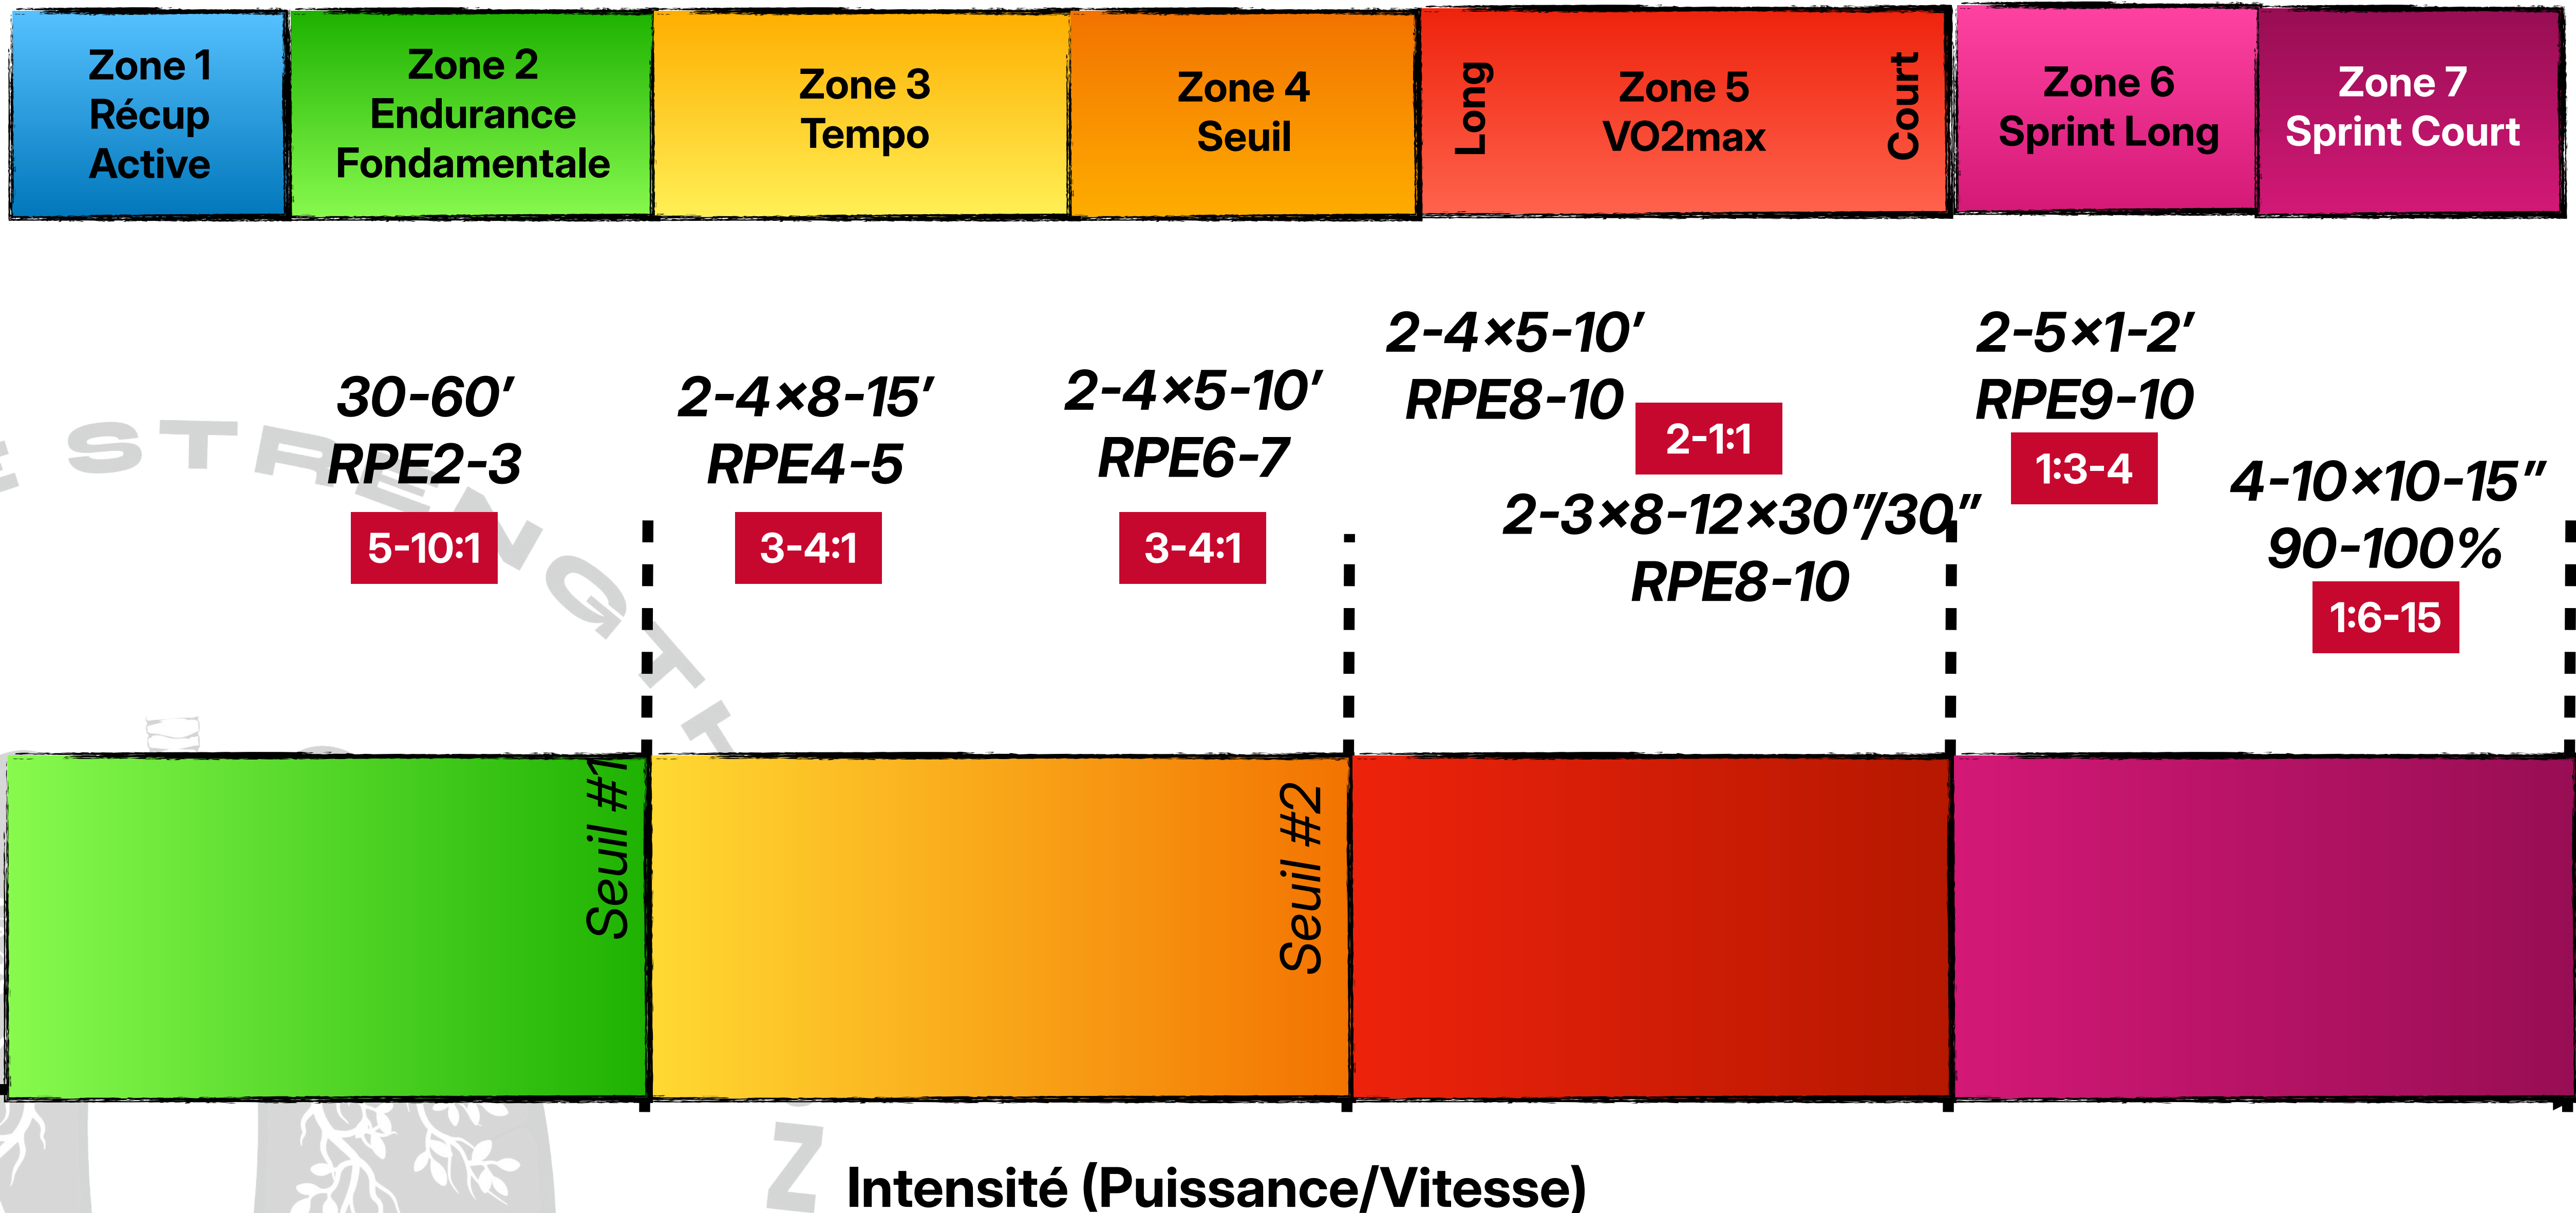 Zone 1
Récup
Active
Zone 2
Endurance
Fondamentale
Zone 3
Tempo
Zone 4
Seuil
Long
Zone 5
VO2max
Court
Zone 6
Sprint Long
Zone 7
Sprint Court
30-60’
RPE2-3
5-10:1
2-4×8-15’
RPE4-5
3-4:1
2-4×5-10’
RPE6-7
3-4:1
2-4×5-10’
RPE8-10
2-1:1
2-3×8-12×30”/30”
RPE8-10
2-5×1-2’
RPE9-10
1:3-4
4-10×10-15”
90-100%
1:6-15
STRENGTH
Seuil #1
Seuil #2
Z
Intensité (Puissance/Vitesse)